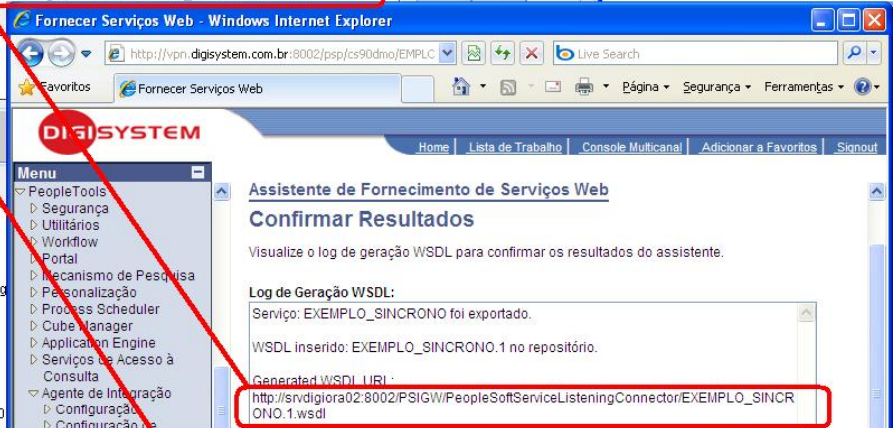 Fornecer Serviços Web - Windows Internet Explorer
http://vpn.digisystem.com.br:8002/psp/cs90dmo/EMPLC
Live Search
Favoritos
Fornecer Serviços Web
Página
Segurança
Ferramentas
DIGISYSTEM
Home | Lista de Trabalho | Console Multicanal | Adicionar a Favoritos | Signout
Menu
PeopleTools
Segurança
Utilitários
Workflow
Portal
Mecanismo de Pesquisa
Personalização
Process Scheduler
Cube Manager
Application Engine
Serviços de Acesso à
Consulta
Agente de Integração
Configuração
Configuração de
Assistente de Fornecimento de Serviços Web
Confirmar Resultados
Visualize o log de geração WSDL para confirmar os resultados do assistente.
Log de Geração WSDL:
Serviço: EXEMPLO_SINCRONO foi exportado.
WSDL inserido: EXEMPLO_SINCRONO.1 no repositório.
Generated WSDL URL:
http://srvdigiora02:8002/PSIGW/PeopleSoftServiceListeningConnector/EXEMPLO_SINCR
ONO.1.wsdl